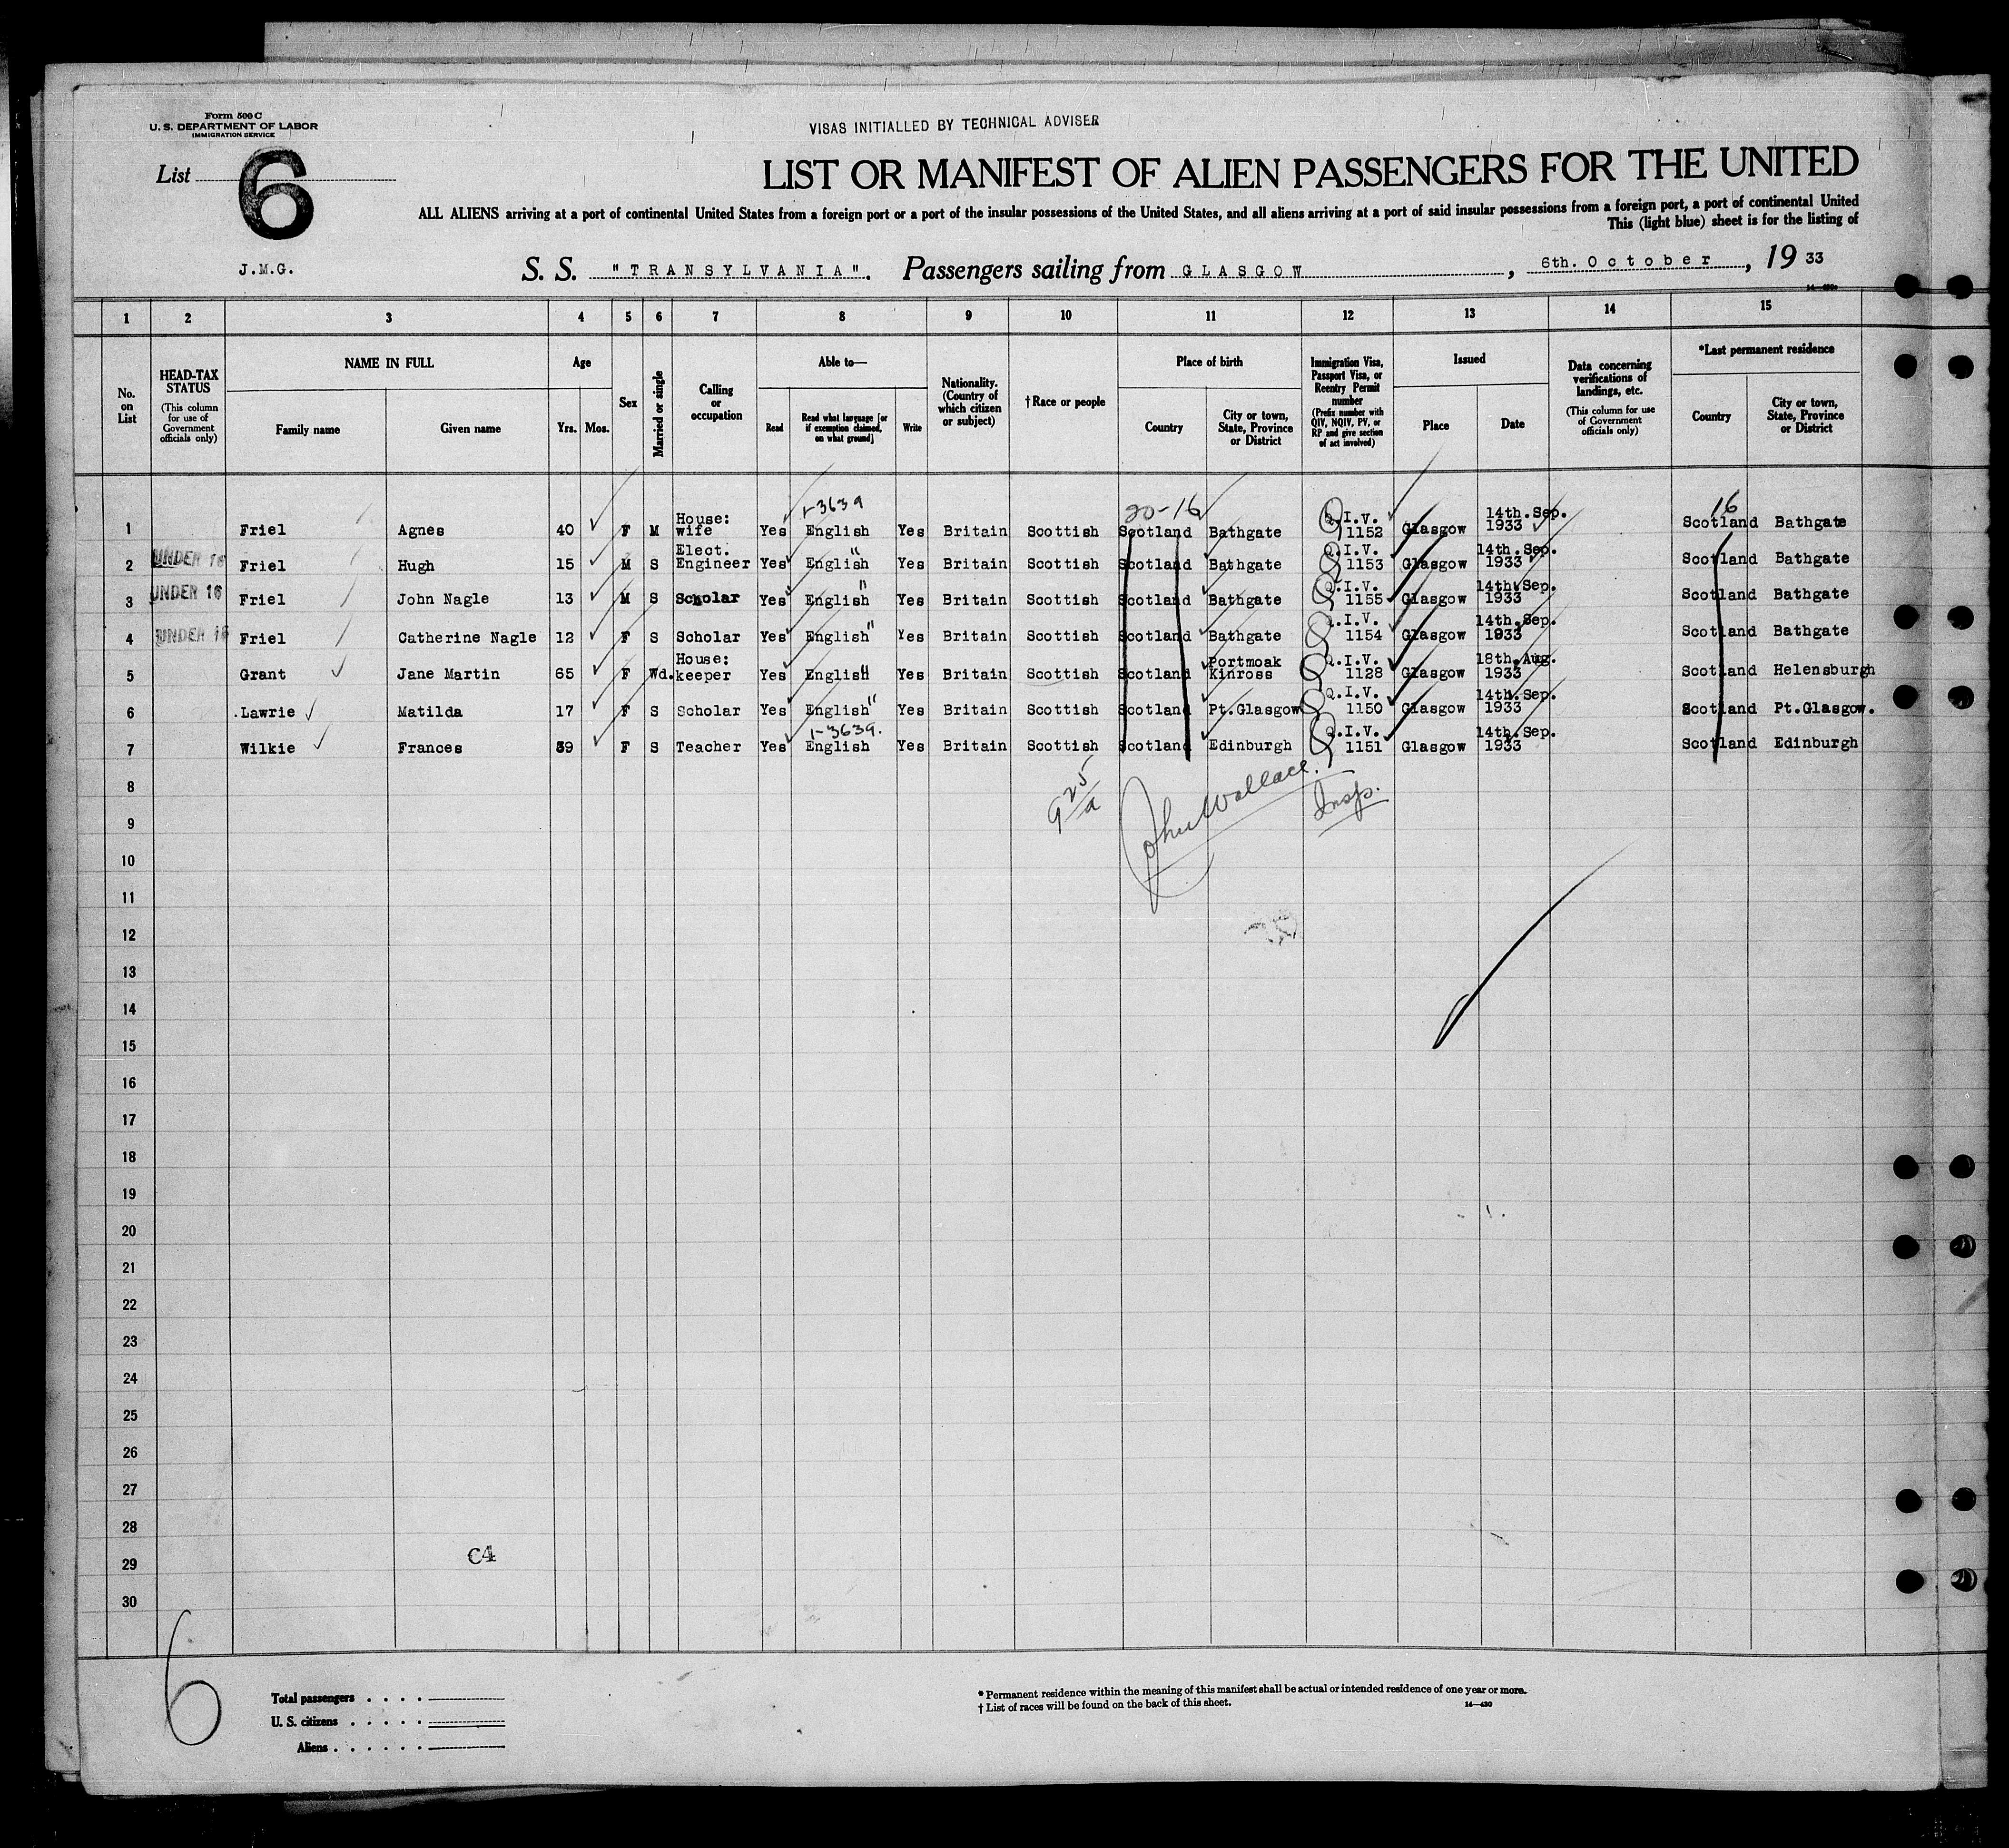 Form 500 C
U. S. DEPARTMENT OF LABOR
IMMIGRATION SERVICE
VISAS INITIALLED BY TECHNICAL ADVISER
List 6
LIST OR MANIFEST OF ALIEN PASSENGERS FOR THE UNITED
ALL ALIENS arriving at a port of continental United States from a foreign port or a port of the insular possessions of the United States, and all aliens arriving at a port of said insular possessions from a foreign port, a port of continental United
This (light blue) sheet is for the listing of
J.M.G.
S. S. "TRANSYLVANIA". Passengers sailing from GLASGOW, 6th. October, 19 33
1 2 3 4 5 6 7 8 9 10 11 12 13 14 15
No. on List
HEAD-TAX STATUS (This column for use of Government officials only)
NAME IN FULL
Family name
Given name
Age
Yrs. Mos.
Sex
Married or single
Calling or occupation
Able to—
Read
Read what language [or if exemption claimed, on what ground]
Write
Nationality. (Country of which citizen or subject)
† Race or people
Place of birth
Country
City or town, State, Province or District
Immigration Visa, Passport Visa, or Reentry Permit number (Prefix number with QIV, NQIV, PV, or RP and give section of act involved)
Issued
Place
Date
Data concerning verifications of landings, etc. (This column for use of Government officials only)
*Last permanent residence
Country
City or town, State, Province or District
1-3639 20-16 16
1 Friel Agnes 40 F M House: wife Yes English Yes Britain Scottish Scotland Bathgate Q.I.V. 1152 Glasgow 14th.Sep. 1933 Scotland Bathgate
2 UNDER 16 Friel Hugh 15 M S Elect. Engineer Yes English " Yes Britain Scottish Scotland Bathgate Q.I.V. 1153 Glasgow 14th.Sep. 1933 Scotland Bathgate
3 UNDER 16 Friel John Nagle 13 M S Scholar Yes English " Yes Britain Scottish Scotland Bathgate Q.I.V. 1155 Glasgow 14th.Sep. 1933 Scotland Bathgate
4 UNDER 16 Friel Catherine Nagle 12 F S Scholar Yes English " Yes Britain Scottish Scotland Bathgate Q.I.V. 1154 Glasgow 14th.Sep. 1933 Scotland Bathgate
5 Grant Jane Martin 65 F Wd. House: keeper Yes English " Yes Britain Scottish Scotland Portmoak Kinross Q.I.V. 1128 Glasgow 18th.Aug. 1933 Scotland Helensburgh
6 .Lawrie Matilda 17 F S Scholar Yes English " Yes Britain Scottish Scotland Pt.Glasgow Q.I.V. 1150 Glasgow 14th.Sep. 1933 Scotland Pt.Glasgow.
1-3639.
7 Wilkie Frances 39 F S Teacher Yes English Yes Britain Scottish Scotland Edinburgh Q.I.V. 1151 Glasgow 14th.Sep. 1933 Scotland Edinburgh
8
John Wallace. Insp.
9
10
11
12
13
14
15
16
17
18
19
20
21
22
23
24
25
26
27
28
29 C4
30
6
Total passengers
U. S. citizens
Aliens
* Permanent residence within the meaning of this manifest shall be actual or intended residence of one year or more.
† List of races will be found on the back of this sheet. 14—430